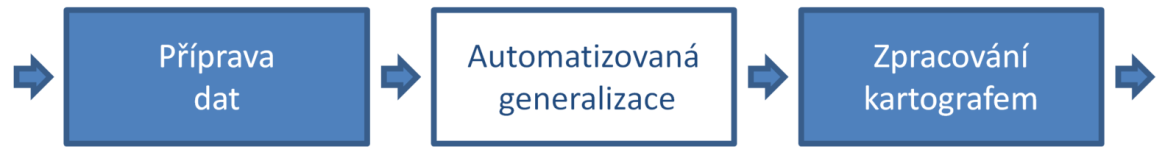 Příprava
dat
Automatizovaná
generalizace
Zpracování
kartografem